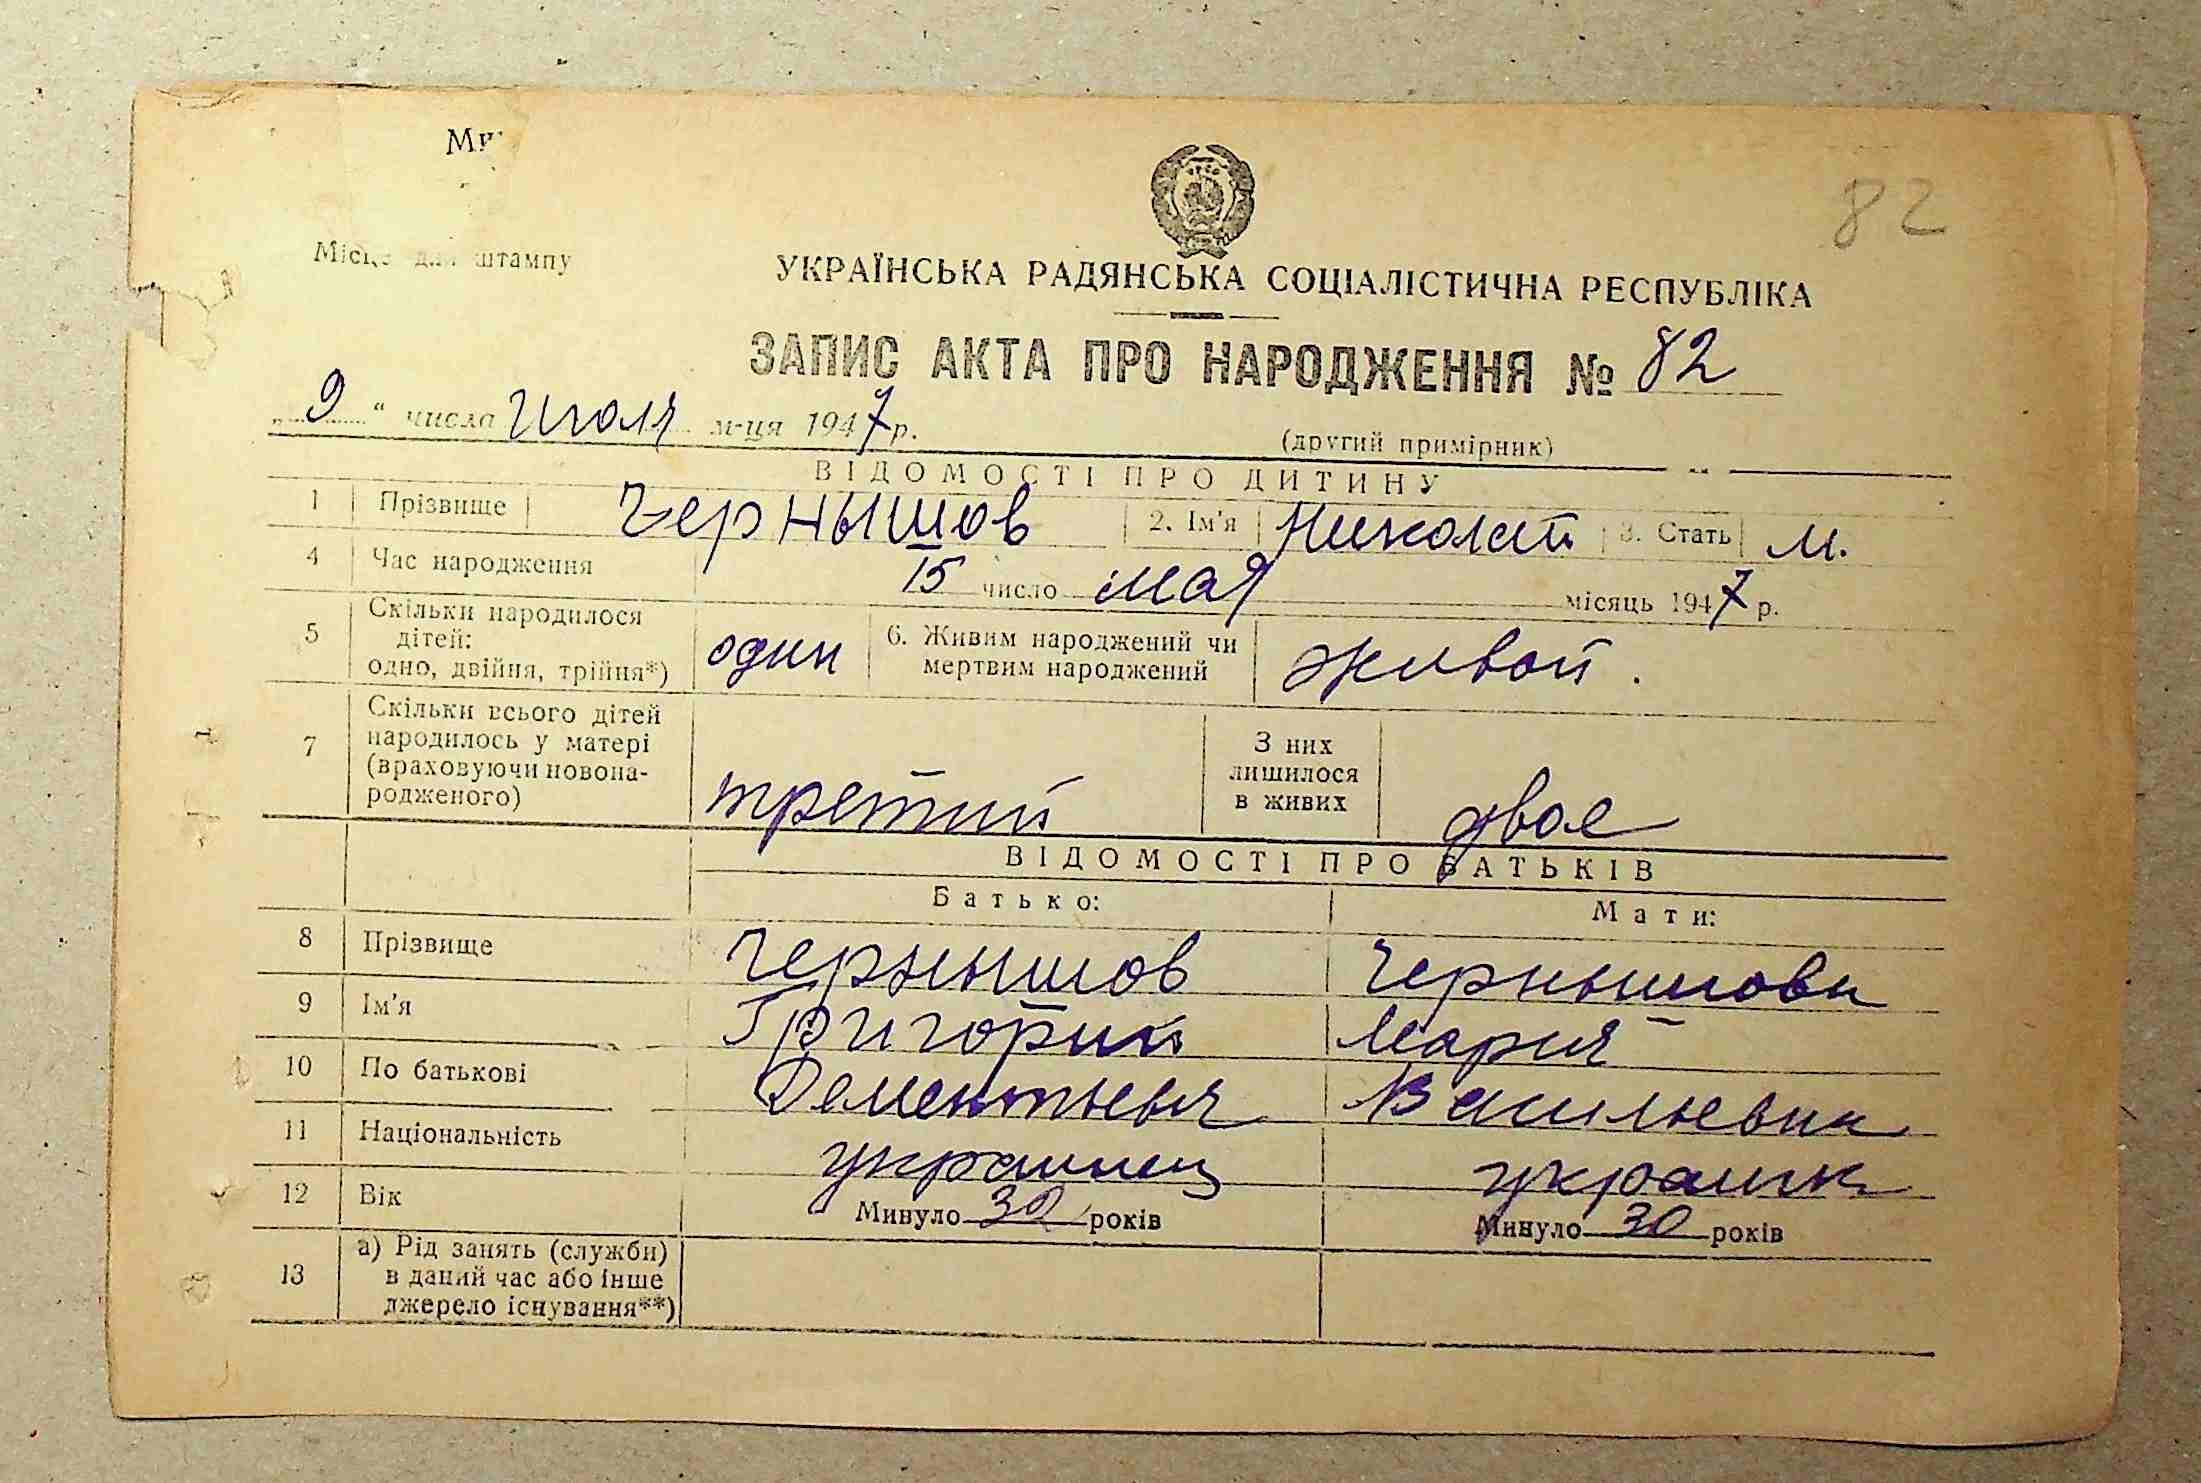 82
Місце для штампу
УКРАЇНСЬКА РАДЯНСЬКА СОЦІАЛІСТИЧНА РЕСПУБЛІКА
ЗАПИС АКТА ПРО НАРОДЖЕННЯ № 82
„ 9 “ числа Июля м-ця 1947 р.
(другий примірник)
ВІДОМОСТІ ПРО ДИТИНУ
1 Прізвище Чернышов 2. Ім'я Николай 3. Стать м.
4 Час народження 15 число мая місяць 1947 р.
5 Скільки народилося дітей: одно, двійня, трійня*) один 6. Живим народжений чи мертвим народжений живой.
7 Скільки всього дітей народилось у матері (враховуючи новонародженого) третий З них лишилося в живих двое
ВІДОМОСТІ ПРО БАТЬКІВ
Батько: Мати:
8 Прізвище Чернышов Чернышова
9 Ім'я Григорий Мария
10 По батькові Дементьевич Васильевна
11 Національність украинец
12 Вік Минуло 32 років Минуло 30 років
13 а) Рід занять (служби) в даний час або інше джерело існування**)